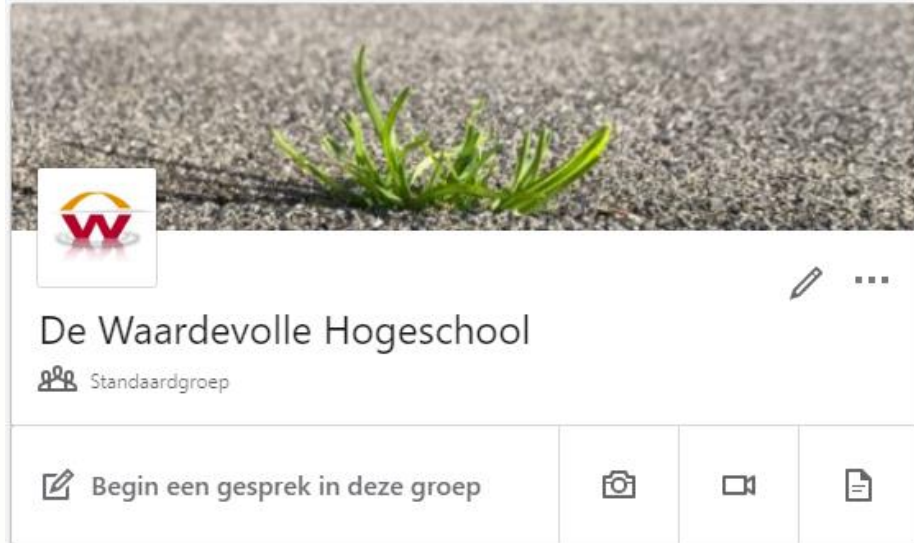 W
De Waardevolle Hogeschool
Standaardgroep
Begin een gesprek in deze groep